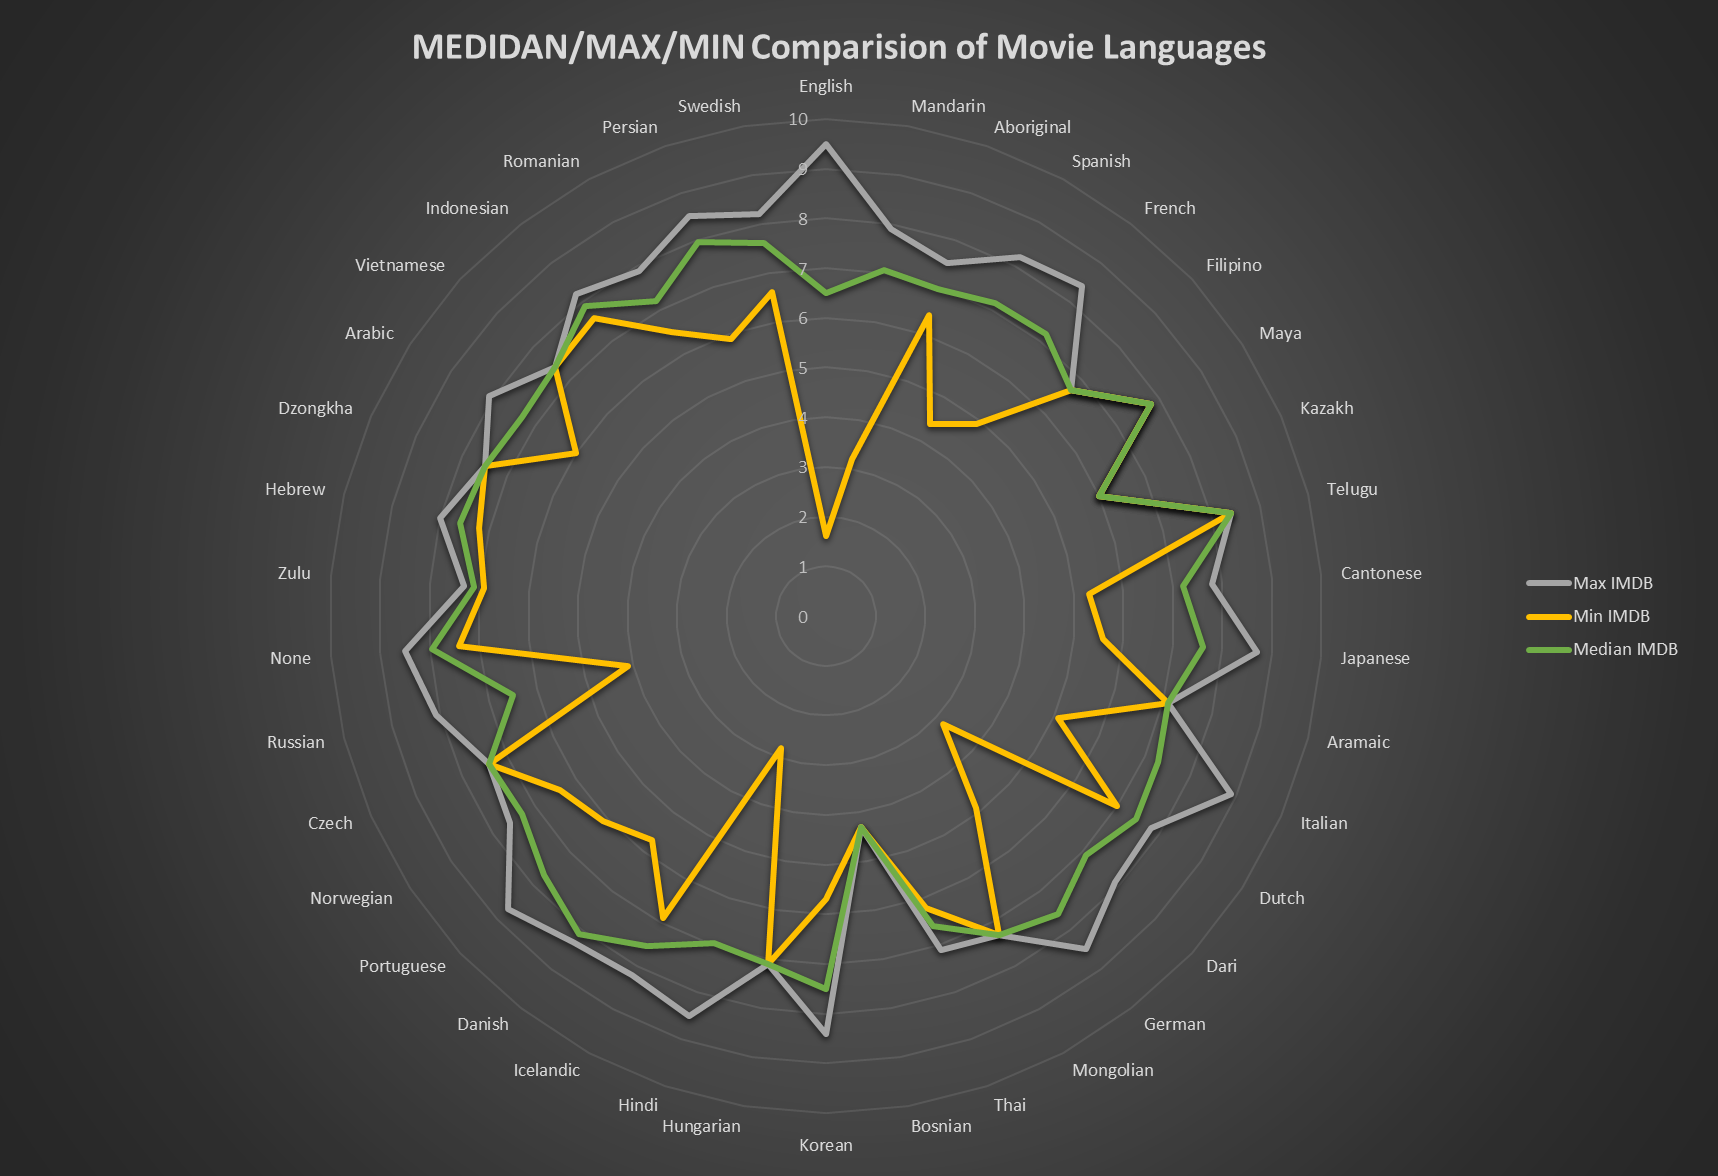 MEDIDAN/MAX/MIN Comparision of Movie Languages
English
Swedish
Mandarin
10
Persian
Aboriginal
Romanian
Spanish
9
Indonesian
French
8
Vietnamese
Filipino
7
6
Arabic
Maya
5
Dzongkha
Kazakh
4
3
Hebrew
Telugu
2
1
Zulu
Cantonese
Max IMDB
0
Min IMDB
Median IMDB
None
Japanese
Russian
Aramaic
Czech
Italian
Norwegian
Dutch
Portuguese
Dari
Danish
German
Icelandic
Mongolian
Hindi
Thai
Hungarian
Bosnian
Korean